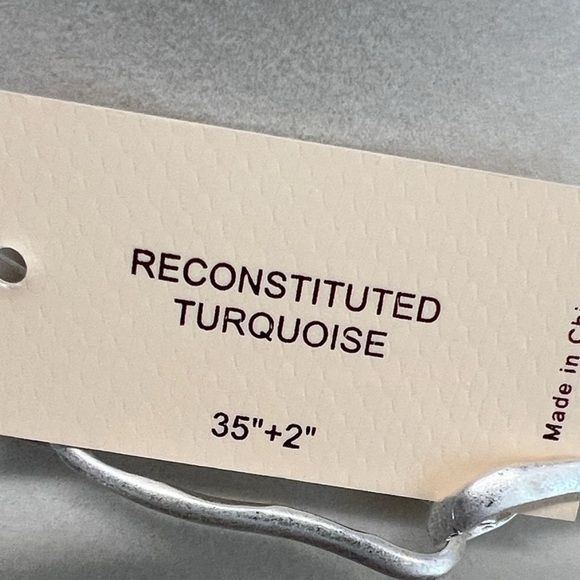 RECONSTITUTED
TURQUOISE
35"+2"
Made in